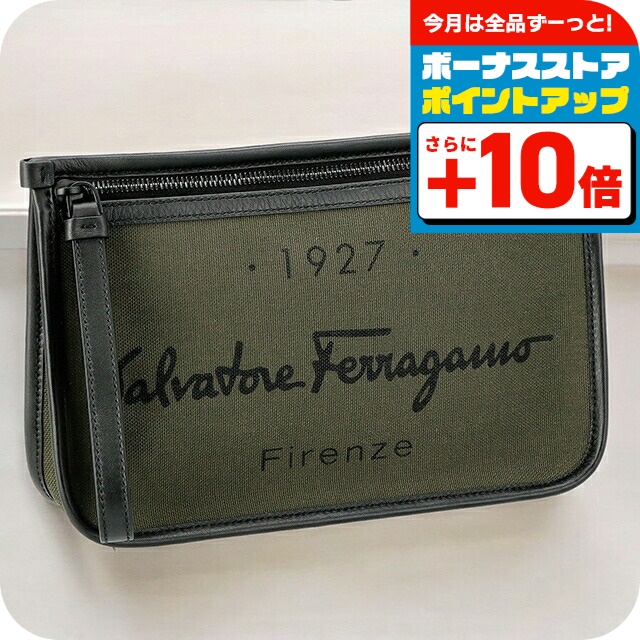 今月は全品ずーっと!
ボーナスストア
ポイントアップ
さらに
+10倍
・1927・
Salvatore Ferragamo
Firenze